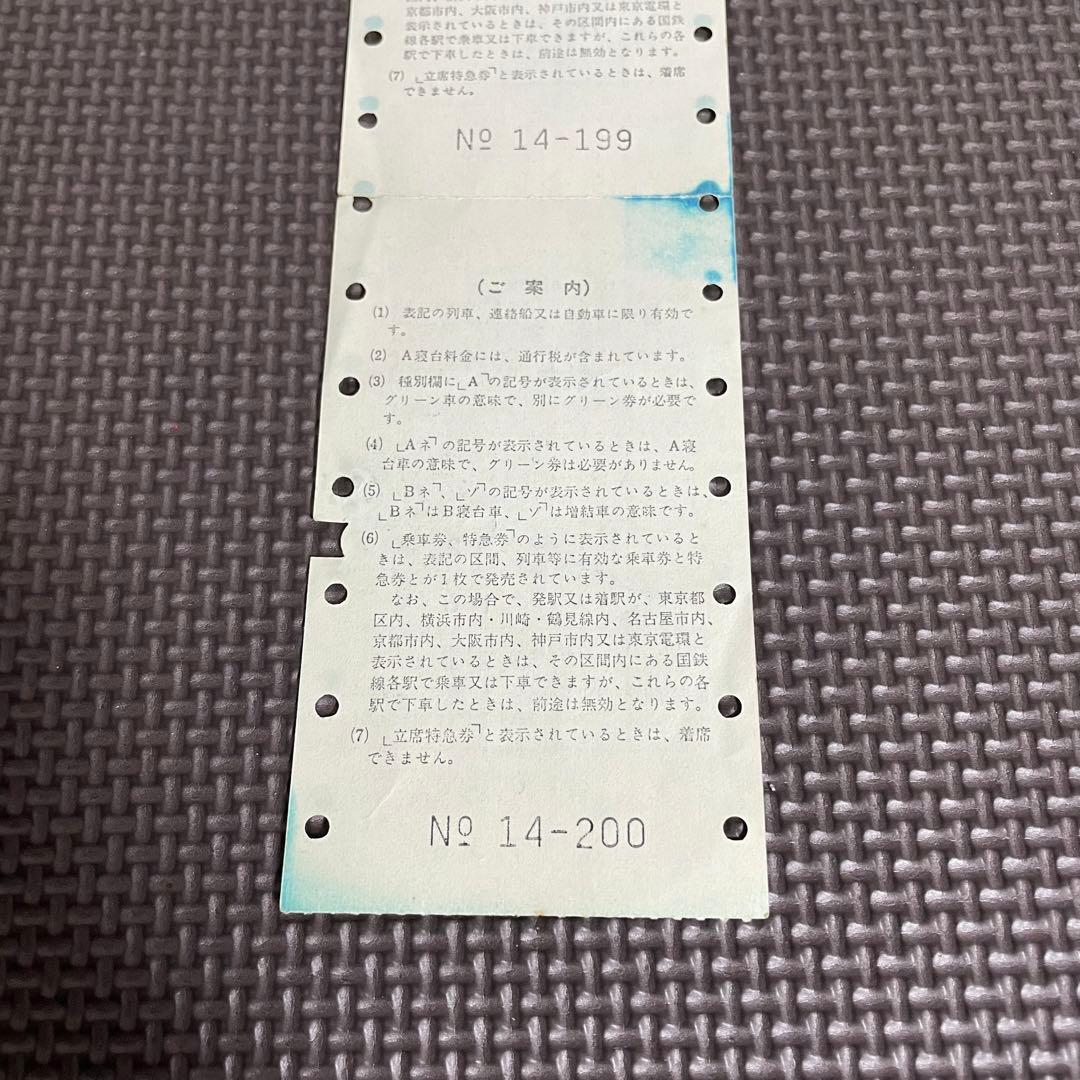 京都市内、大阪市内、神戸市内又は東京電環と
表示されているときは、その区間内にある国鉄
線各駅で乗車又は下車できますが、これらの各
駅で下車したときは、前途は無効となります。
(7) 「立席特急券」と表示されているときは、着席
できません。
№ 14-199
(ご案内)
(1) 表記の列車、連絡船又は自動車に限り有効で
す。
(2) A寝台料金には、通行税が含まれています。
(3) 種別欄に「A」の記号が表示されているときは、
グリーン車の意味で、別にグリーン券が必要で
す。
(4) 「Aネ」の記号が表示されているときは、A寝
台車の意味で、グリーン券は必要がありません。
(5) 「Bネ」、「ゾ」の記号が表示されているときは、
「Bネ」はB寝台車、「ゾ」は増結車の意味です。
(6) 「乗車券、特急券」のように表示されていると
きは、表記の区間、列車等に有効な乗車券と特
急券とが1枚で発売されています。
なお、この場合で、発駅又は着駅が、東京都
区内、横浜市内・川崎・鶴見線内、名古屋市内、
京都市内、大阪市内、神戸市内又は東京電環と
表示されているときは、その区間内にある国鉄
線各駅で乗車又は下車できますが、これらの各
駅で下車したときは、前途は無効となります。
(7) 「立席特急券」と表示されているときは、着席
できません。
№ 14-200